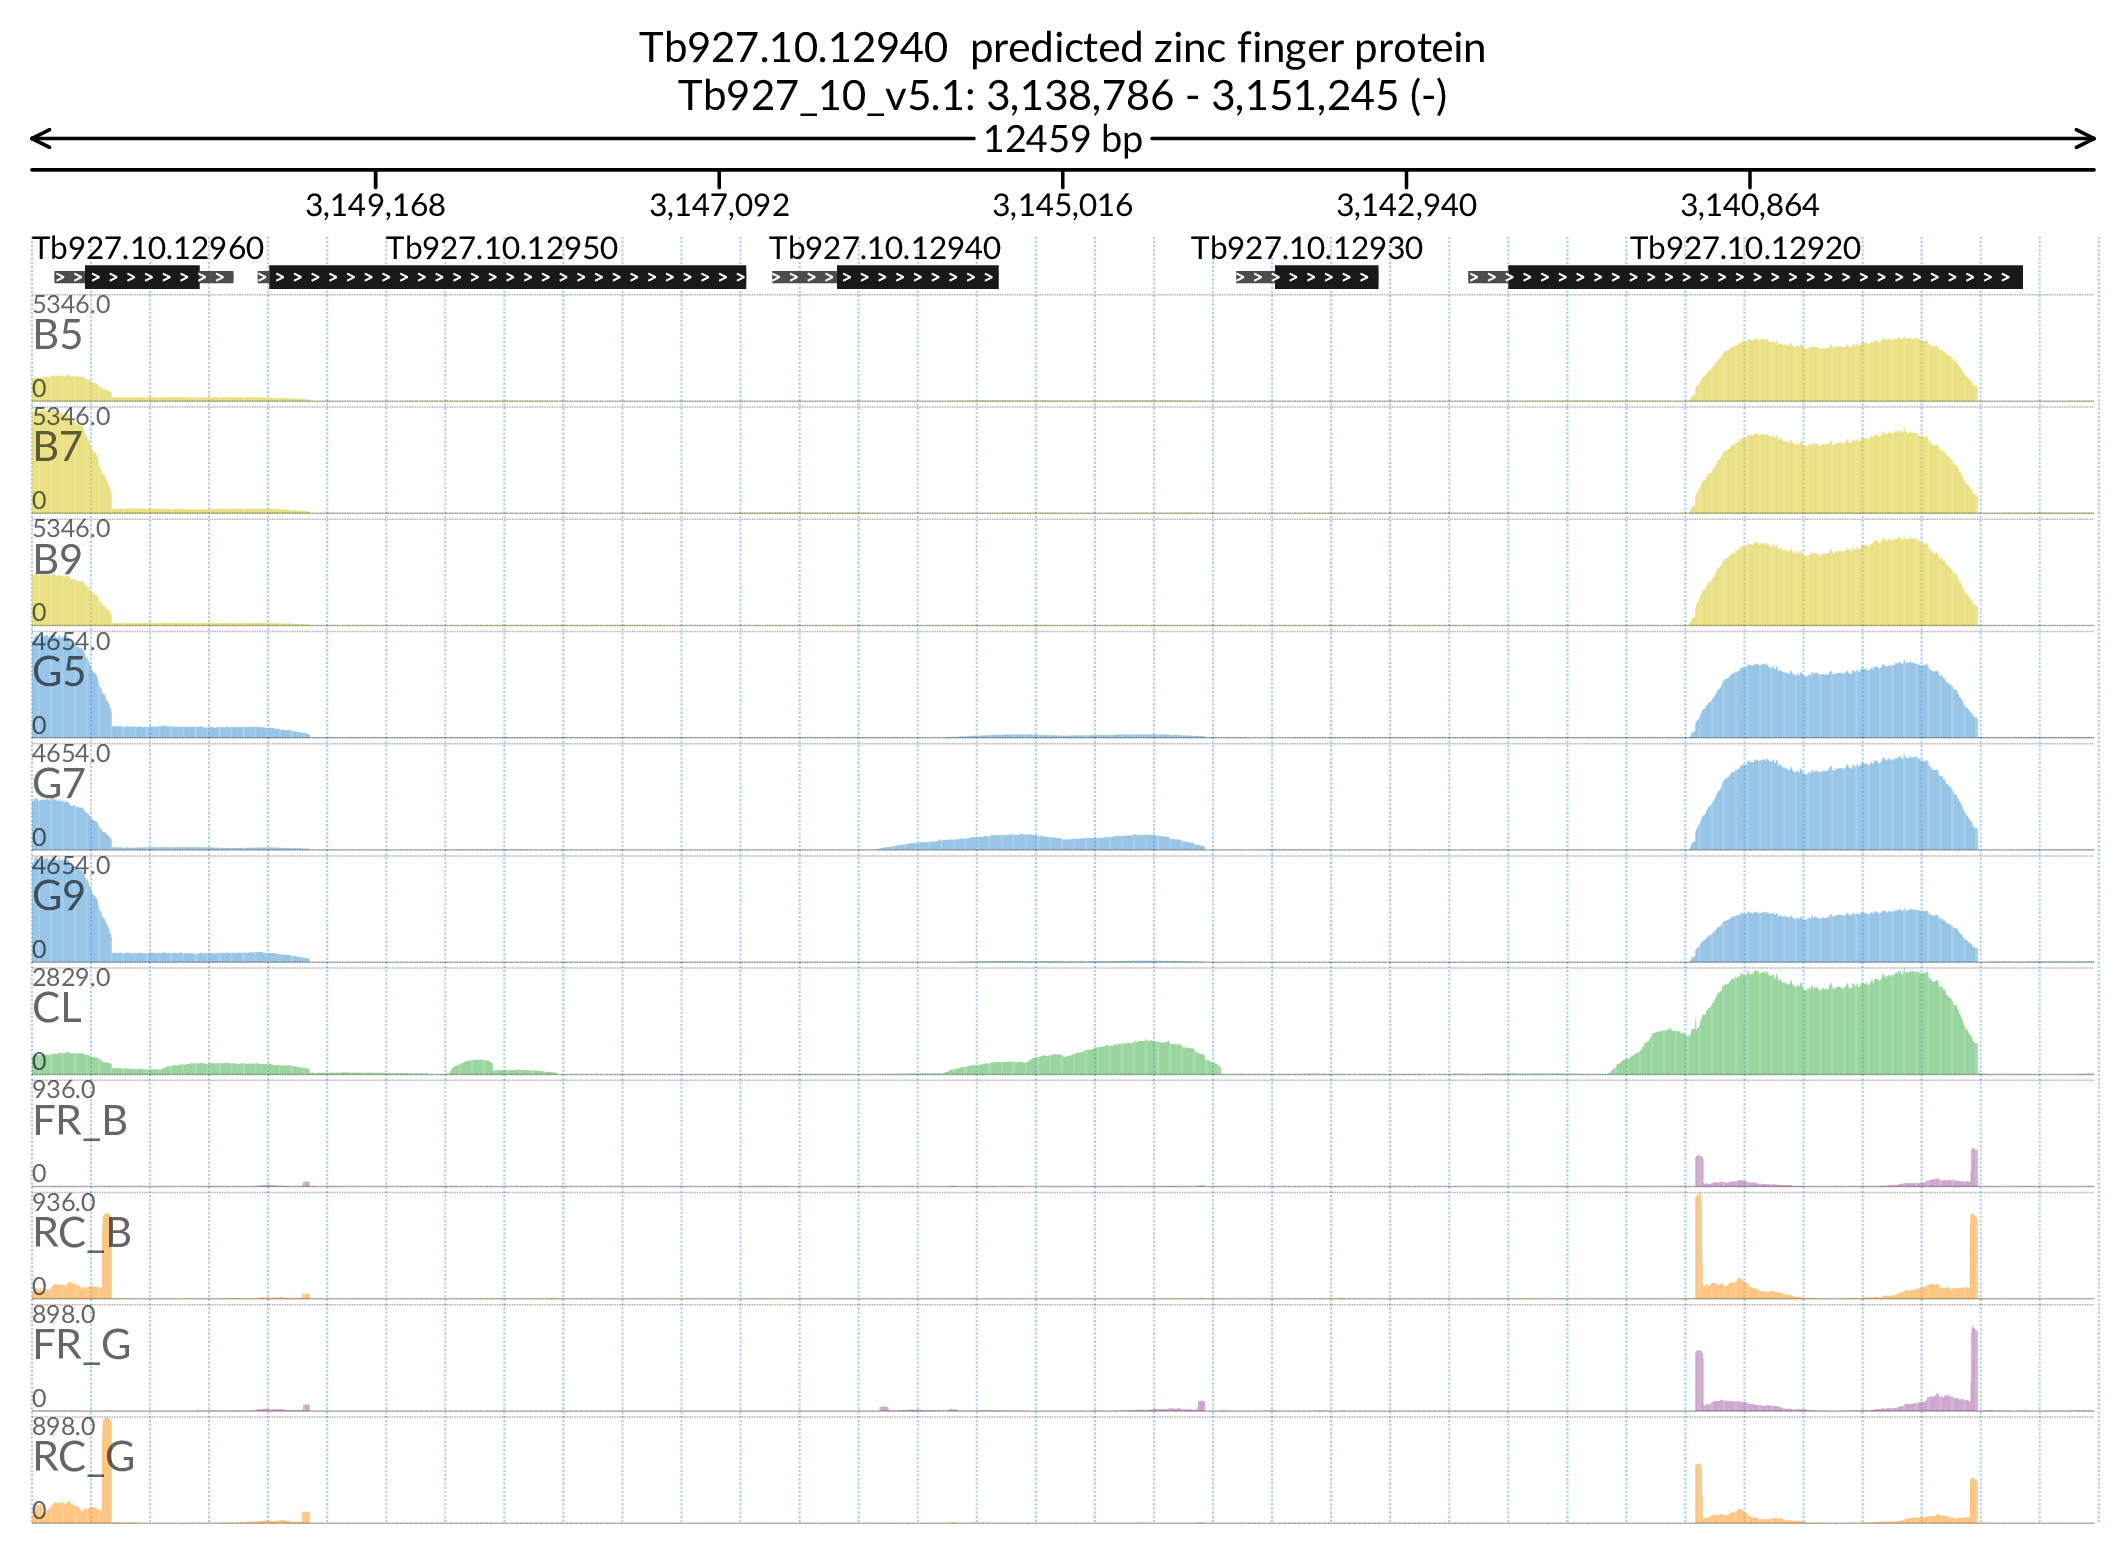 Tb927.10.12940  predicted zinc finger protein
Tb927_10_v5.1: 3,138,786 - 3,151,245 (-)
12459 bp
3,149,168 3,147,092 3,145,016 3,142,940 3,140,864
Tb927.10.12960 Tb927.10.12950 Tb927.10.12940 Tb927.10.12930 Tb927.10.12920
5346.0
B5
0
5346.0
B7
0
5346.0
B9
0
4654.0
G5
0
4654.0
G7
0
4654.0
G9
0
2829.0
CL
0
936.0
FR_B
0
936.0
RC_B
0
898.0
FR_G
0
898.0
RC_G
0